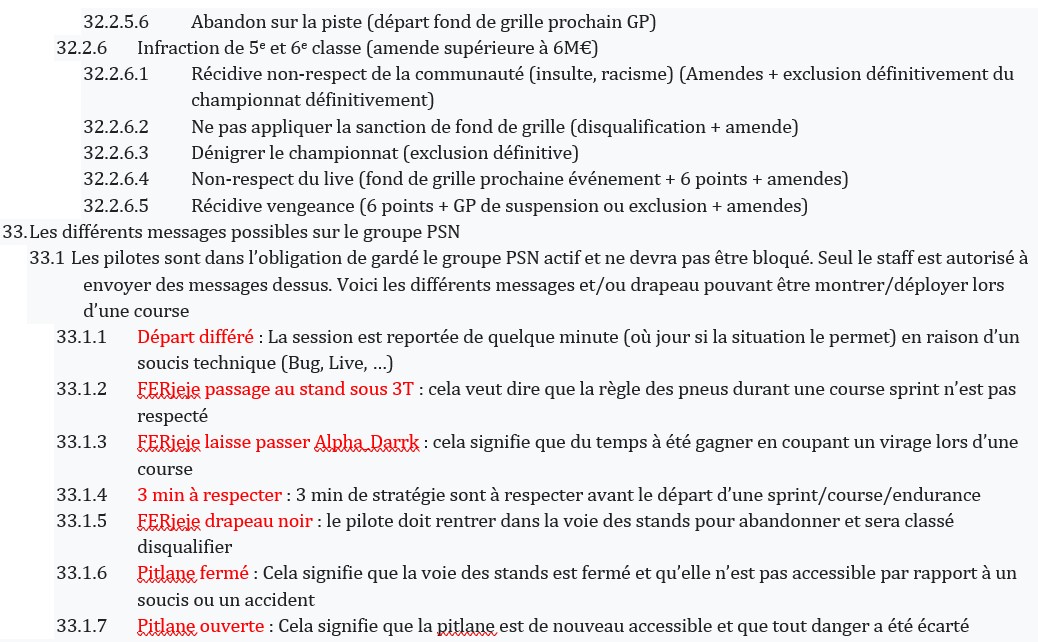 32.2.5.6 Abandon sur la piste (départ fond de grille prochain GP)
32.2.6 Infraction de 5e et 6e classe (amende supérieure à 6M€)
32.2.6.1 Récidive non-respect de la communauté (insulte, racisme) (Amendes + exclusion définitivement du
championnat définitivement)
32.2.6.2 Ne pas appliquer la sanction de fond de grille (disqualification + amende)
32.2.6.3 Dénigrer le championnat (exclusion définitive)
32.2.6.4 Non-respect du live (fond de grille prochaine événement + 6 points + amendes)
32.2.6.5 Récidive vengeance (6 points + GP de suspension ou exclusion + amendes)
33. Les différents messages possibles sur le groupe PSN
33.1 Les pilotes sont dans l’obligation de gardé le groupe PSN actif et ne devra pas être bloqué. Seul le staff est autorisé à
envoyer des messages dessus. Voici les différents messages et/ou drapeau pouvant être montrer/déployer lors
d’une course
33.1.1 Départ différé : La session est reportée de quelque minute (où jour si la situation le permet) en raison d’un
soucis technique (Bug, Live, …)
33.1.2 FERjeje passage au stand sous 3T : cela veut dire que la règle des pneus durant une course sprint n’est pas
respecté
33.1.3 FERjeje laisse passer Alpha_Darrk : cela signifie que du temps à été gagner en coupant un virage lors d’une
course
33.1.4 3 min à respecter : 3 min de stratégie sont à respecter avant le départ d’une sprint/course/endurance
33.1.5 FERjeje drapeau noir : le pilote doit rentrer dans la voie des stands pour abandonner et sera classé
disqualifier
33.1.6 Pitlane fermé : Cela signifie que la voie des stands est fermé et qu’elle n’est pas accessible par rapport à un
soucis ou un accident
33.1.7 Pitlane ouverte : Cela signifie que la pitlane est de nouveau accessible et que tout danger a été écarté